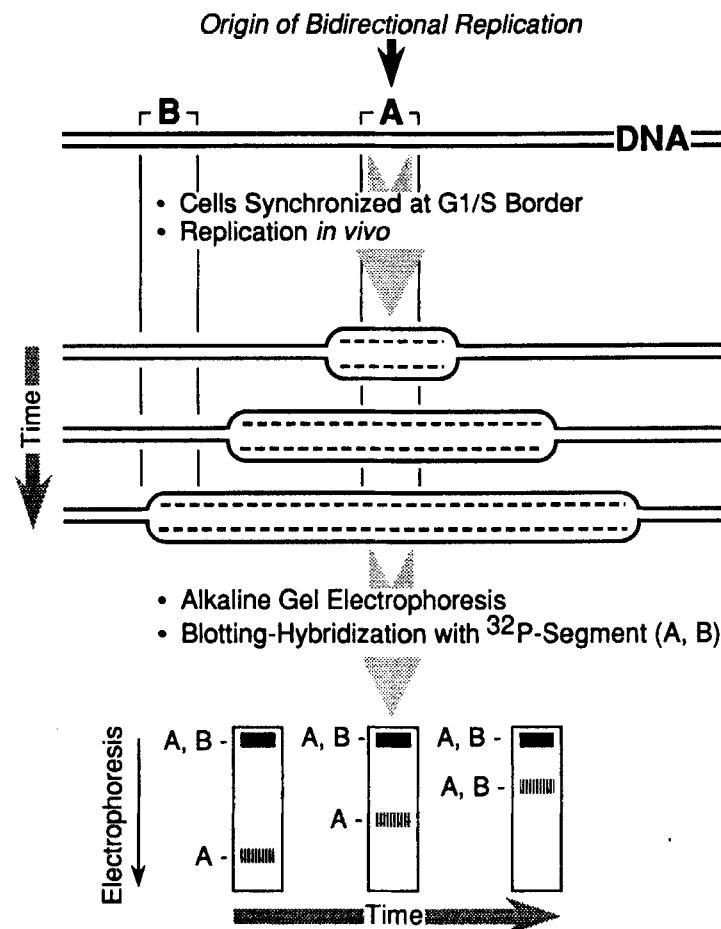 Origin of Bidirectional Replication
B A
DNA
• Cells Synchronized at G1/S Border
• Replication in vivo
Time
• Alkaline Gel Electrophoresis
• Blotting-Hybridization with 32P-Segment (A, B)
Electrophoresis
A, B - A, B - A, B -
A, B -
A -
A -
Time